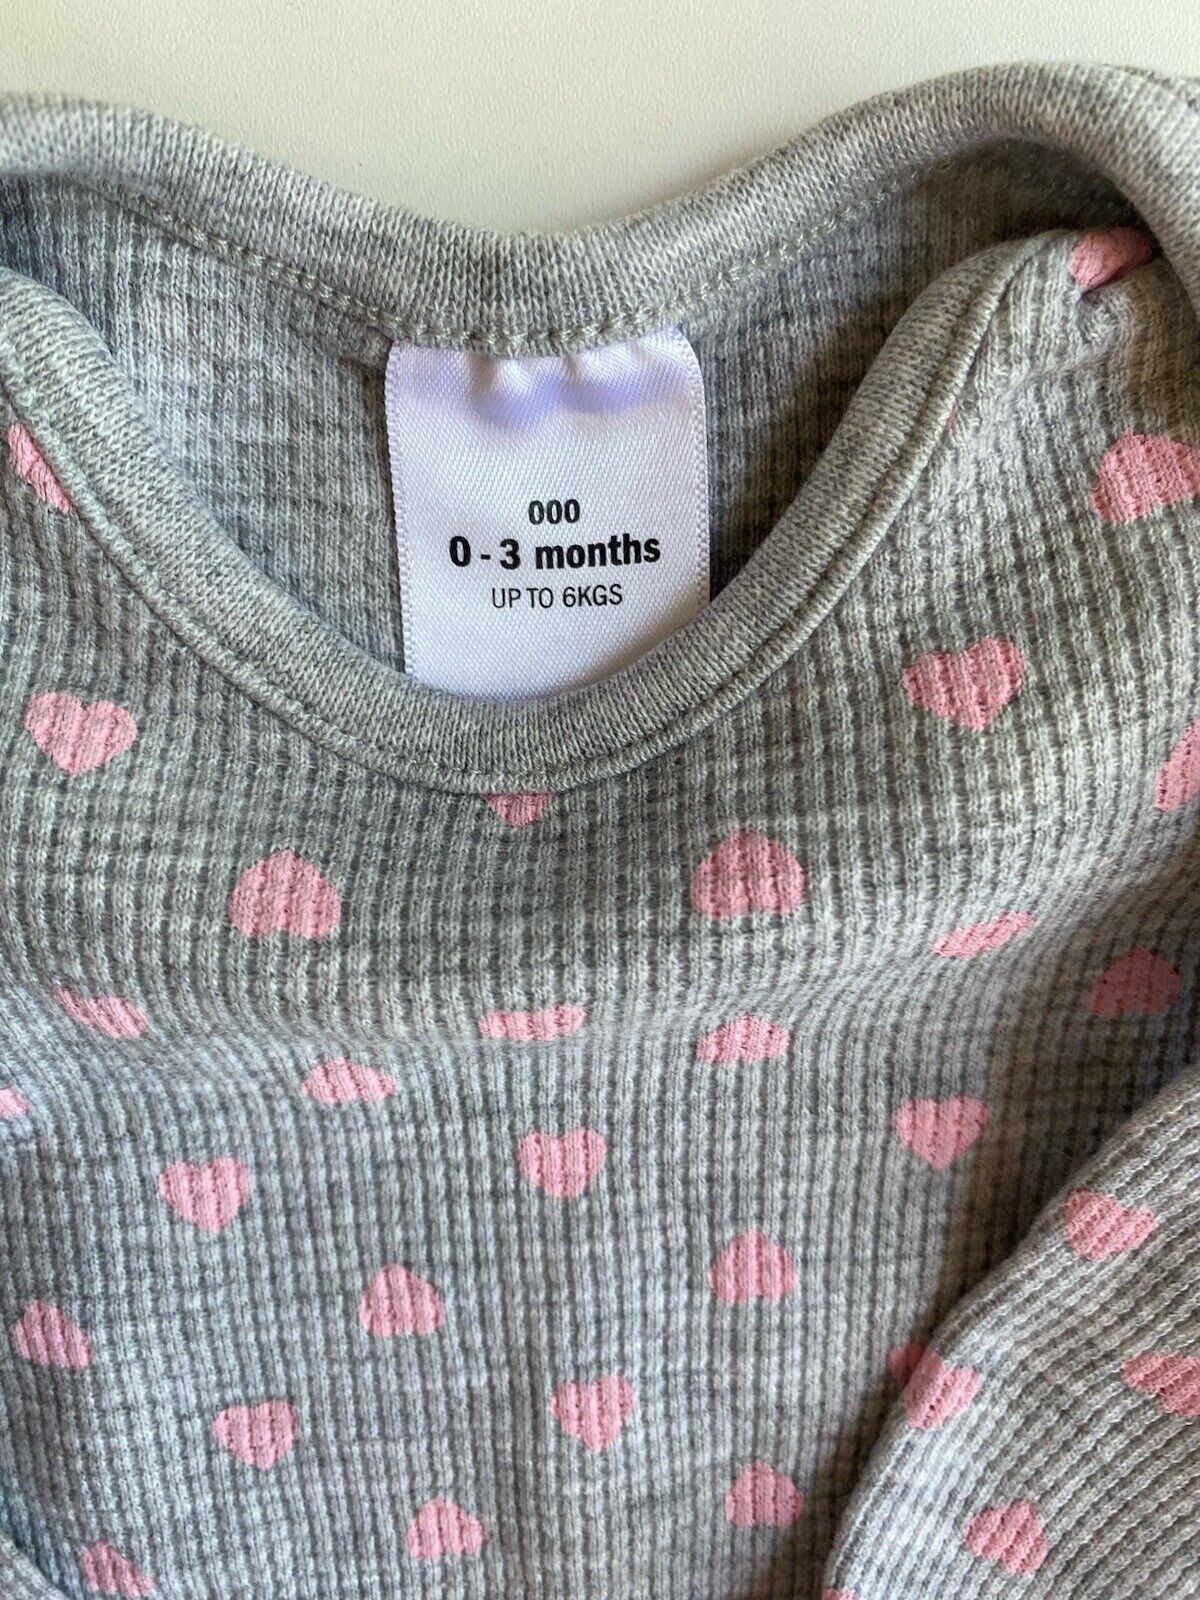 000
0 - 3 months
UP TO 6KGS